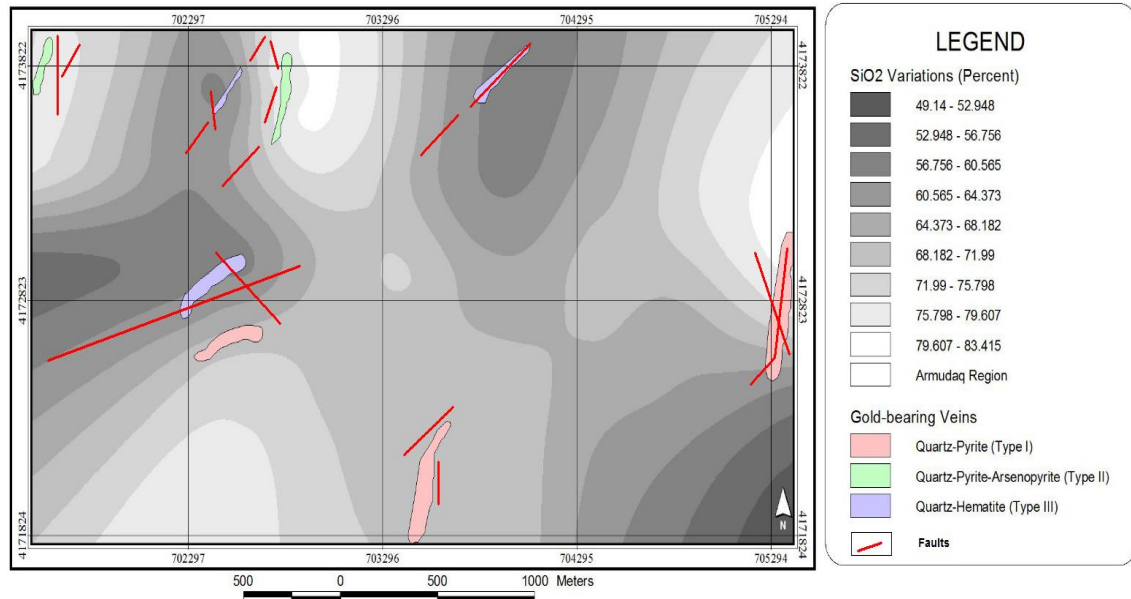 702297 703296 704295 705294
4173822 4173822
4172823 4172823
4171824 4171824
702297 703296 704295 705294
N
500 0 500 1000 Meters
LEGEND
SiO2 Variations (Percent)
49.14 - 52.948
52.948 - 56.756
56.756 - 60.565
60.565 - 64.373
64.373 - 68.182
68.182 - 71.99
71.99 - 75.798
75.798 - 79.607
79.607 - 83.415
Armudaq Region
Gold-bearing Veins
Quartz-Pyrite (Type I)
Quartz-Pyrite-Arsenopyrite (Type II)
Quartz-Hematite (Type III)
Faults